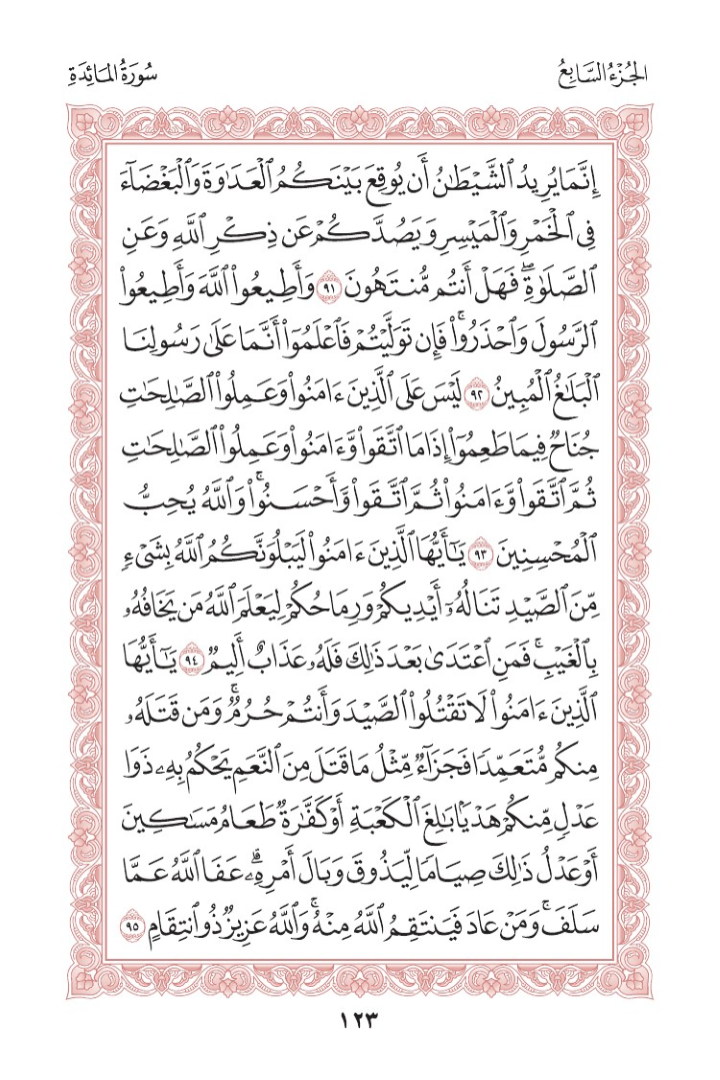 الجُزْءُ السَّابِعُ
سُورَةُ المَائِدَةِ
إِنَّمَا يُرِيدُ ٱلشَّيۡطَٰنُ أَن يُوقِعَ بَيۡنَكُمُ ٱلۡعَدَٰوَةَ وَٱلۡبَغۡضَآءَ
فِي ٱلۡخَمۡرِ وَٱلۡمَيۡسِرِ وَيَصُدَّكُمۡ عَن ذِكۡرِ ٱللَّهِ وَعَنِ
ٱلصَّلَوٰةِۖ فَهَلۡ أَنتُم مُّنتَهُونَ ٩١ وَأَطِيعُواْ ٱللَّهَ وَأَطِيعُواْ
ٱلرَّسُولَ وَٱحۡذَرُواْۚ فَإِن تَوَلَّيۡتُمۡ فَٱعۡلَمُوٓاْ أَنَّمَا عَلَىٰ رَسُولِنَا
ٱلۡبَلَٰغُ ٱلۡمُبِينُ ٩٢ لَيۡسَ عَلَى ٱلَّذِينَ ءَامَنُواْ وَعَمِلُواْ ٱلصَّٰلِحَٰتِ
جُنَاحٞ فِيمَا طَعِمُوٓاْ إِذَا مَا ٱتَّقَواْ وَّءَامَنُواْ وَعَمِلُواْ ٱلصَّٰلِحَٰتِ
ثُمَّ ٱتَّقَواْ وَّءَامَنُواْ ثُمَّ ٱتَّقَواْ وَّأَحۡسَنُواْۚ وَٱللَّهُ يُحِبُّ
ٱلۡمُحۡسِنِينَ ٩٣ يَٰٓأَيُّهَا ٱلَّذِينَ ءَامَنُواْ لَيَبۡلُوَنَّكُمُ ٱللَّهُ بِشَيۡءٖ
مِّنَ ٱلصَّيۡدِ تَنَالُهُۥٓ أَيۡدِيكُمۡ وَرِمَاحُكُمۡ لِيَعۡلَمَ ٱللَّهُ مَن يَخَافُهُۥ
بِٱلۡغَيۡبِۚ فَمَنِ ٱعۡتَدَىٰ بَعۡدَ ذَٰلِكَ فَلَهُۥ عَذَابٌ أَلِيمٞ ٩٤ يَٰٓأَيُّهَا
ٱلَّذِينَ ءَامَنُواْ لَا تَقۡتُلُواْ ٱلصَّيۡدَ وَأَنتُمۡ حُرُمٞۚ وَمَن قَتَلَهُۥ
مِنكُم مُّتَعَمِّدٗا فَجَزَآءٞ مِّثۡلُ مَا قَتَلَ مِنَ ٱلنَّعَمِ يَحۡكُمُ بِهِۦ ذَوَا
عَدۡلٖ مِّنكُمۡ هَدۡيَۢا بَٰلِغَ ٱلۡكَعۡبَةِ أَوۡ كَفَّٰرَةٞ طَعَامُ مَسَٰكِينَ
أَوۡ عَدۡلُ ذَٰلِكَ صِيَامٗا لِّيَذُوقَ وَبَالَ أَمۡرِهِۦۗ عَفَا ٱللَّهُ عَمَّا
سَلَفَۚ وَمَنۡ عَادَ فَيَنتَقِمُ ٱللَّهُ مِنۡهُۚ وَٱللَّهُ عَزِيزٞ ذُو ٱنتِقَامٍ ٩٥
١٢٣